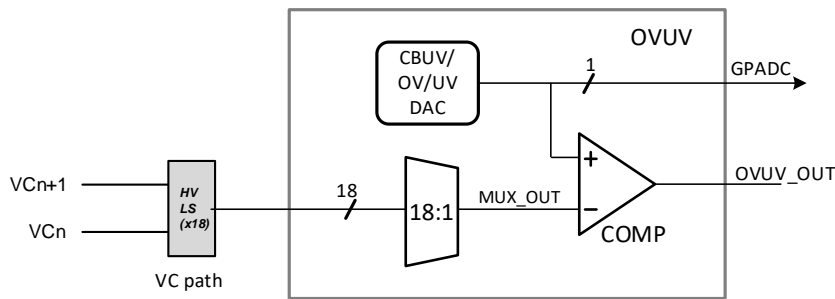 OVUV
CBUV/
OV/UV
DAC
1
GPADC
VCn+1
VCn
HV
LS
(x18)
VC path
18
18:1
MUX_OUT
+
−
COMP
OVUV_OUT